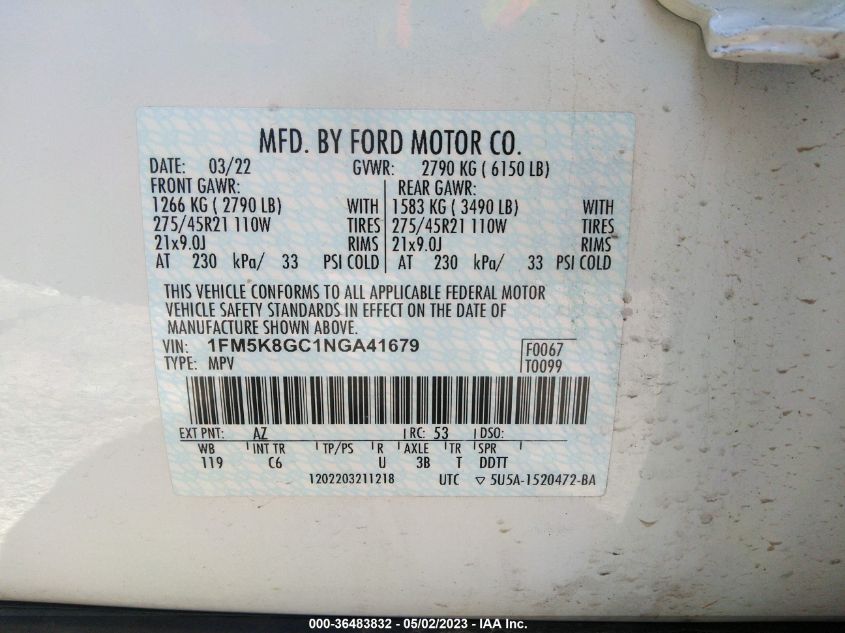 MFD. BY FORD MOTOR CO.
DATE: 03/22 GVWR: 2790 KG ( 6150 LB)
FRONT GAWR: REAR GAWR:
1266 KG ( 2790 LB) WITH 1583 KG ( 3490 LB) WITH
275/45R21 110W TIRES 275/45R21 110W TIRES
21x9.0J RIMS 21x9.0J RIMS
AT 230 kPa/ 33 PSI COLD AT 230 kPa/ 33 PSI COLD
THIS VEHICLE CONFORMS TO ALL APPLICABLE FEDERAL MOTOR
VEHICLE SAFETY STANDARDS IN EFFECT ON THE DATE OF
MANUFACTURE SHOWN ABOVE.
VIN: 1FM5K8GC1NGA41679 F0067
TYPE: MPV T0099
EXT PNT: AZ RC: 53 DSO:
WB INT TR TP/PS R AXLE TR SPR
119 C6 U 3B T DDTT
1202203211218 UTC ▽ 5U5A-1520472-BA
000-36483832 - 05/02/2023 - IAA Inc.